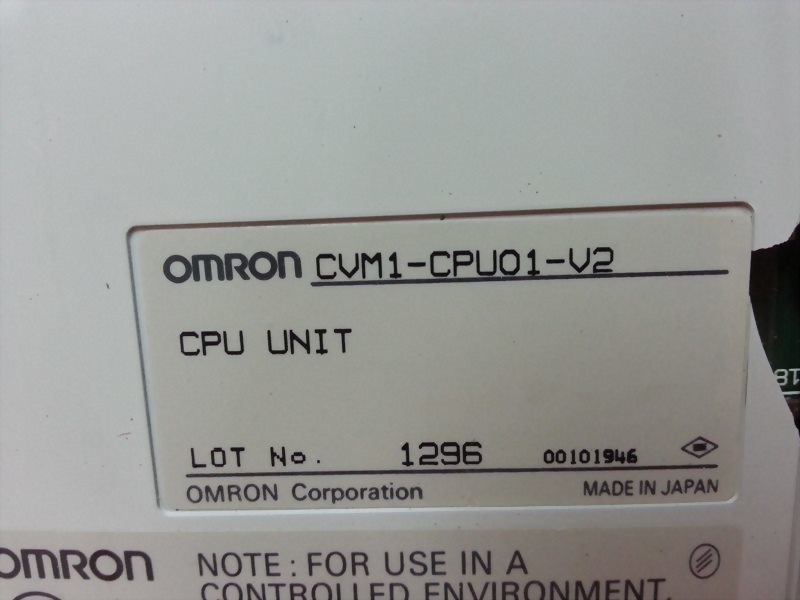 OMRON CVM1-CPU01-V2
CPU UNIT
LOT No. 1296 00101946
OMRON Corporation MADE IN JAPAN
OMRON NOTE: FOR USE IN A
CONTROLLED ENVIRONMENT.